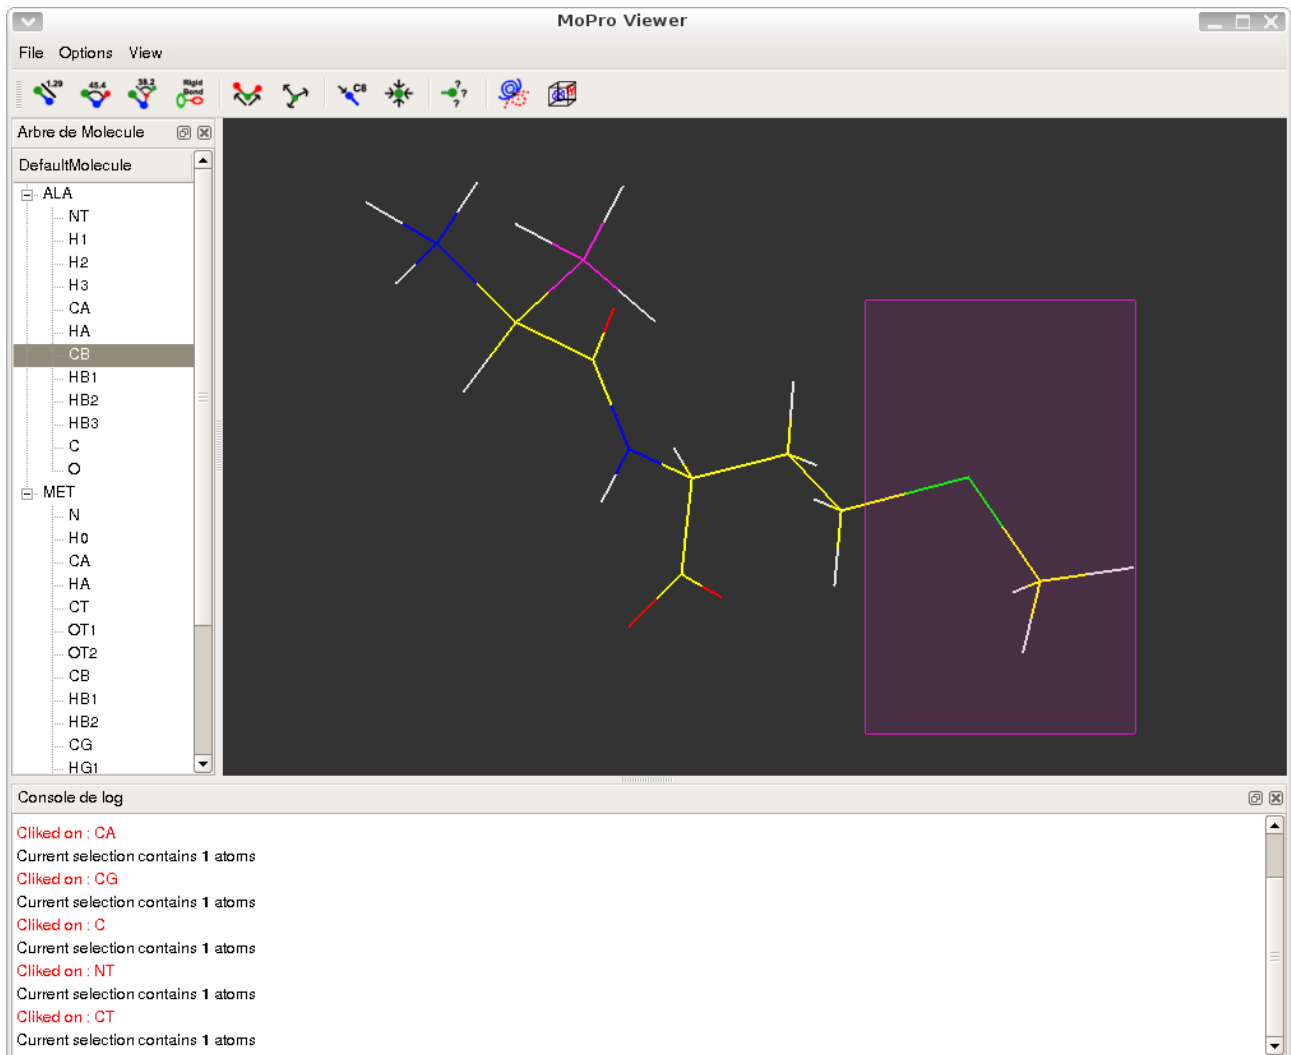 MoPro Viewer
File Options View
1.29 45.4 38.2 Rigid Bond C8 ? ? ?
Arbre de Molecule
DefaultMolecule
ALA
NT
H1
H2
H3
CA
HA
CB
HB1
HB2
HB3
C
O
MET
N
H0
CA
HA
CT
OT1
OT2
CB
HB1
HB2
CG
HG1
Console de log
Cliked on : CA
Current selection contains 1 atoms
Cliked on : CG
Current selection contains 1 atoms
Cliked on : C
Current selection contains 1 atoms
Cliked on : NT
Current selection contains 1 atoms
Cliked on : CT
Current selection contains 1 atoms